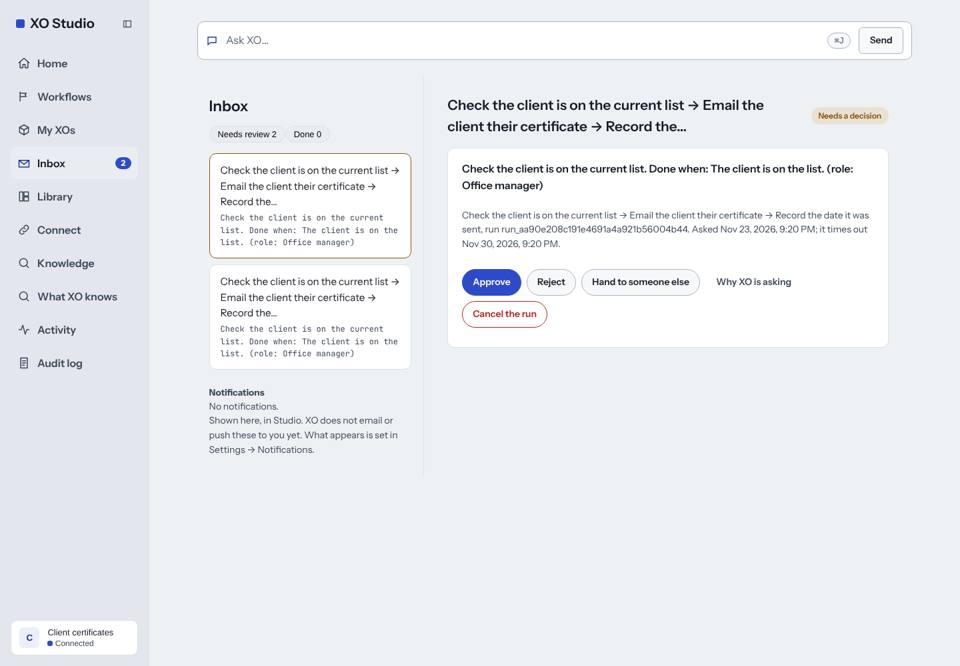 XO Studio
Home
Workflows
My XOs
Inbox 2
Library
Connect
Knowledge
What XO knows
Activity
Audit log
C
Client certificates
Connected
Ask XO...
⌘J
Send
Inbox
Needs review 2
Done 0
Check the client is on the current list →
Email the client their certificate →
Record the...
Check the client is on the current
list. Done when: The client is on the
list. (role: Office manager)
Check the client is on the current list →
Email the client their certificate →
Record the...
Check the client is on the current
list. Done when: The client is on the
list. (role: Office manager)
Notifications
No notifications.
Shown here, in Studio. XO does not email or
push these to you yet. What appears is set in
Settings → Notifications.
Check the client is on the current list → Email the
client their certificate → Record the...
Needs a decision
Check the client is on the current list. Done when: The client is on the list. (role:
Office manager)
Check the client is on the current list → Email the client their certificate → Record the date it was
sent, run run_aa90e208c191e4691a4a921b56004b44. Asked Nov 23, 2026, 9:20 PM; it times out
Nov 30, 2026, 9:20 PM.
Approve
Reject
Hand to someone else
Why XO is asking
Cancel the run